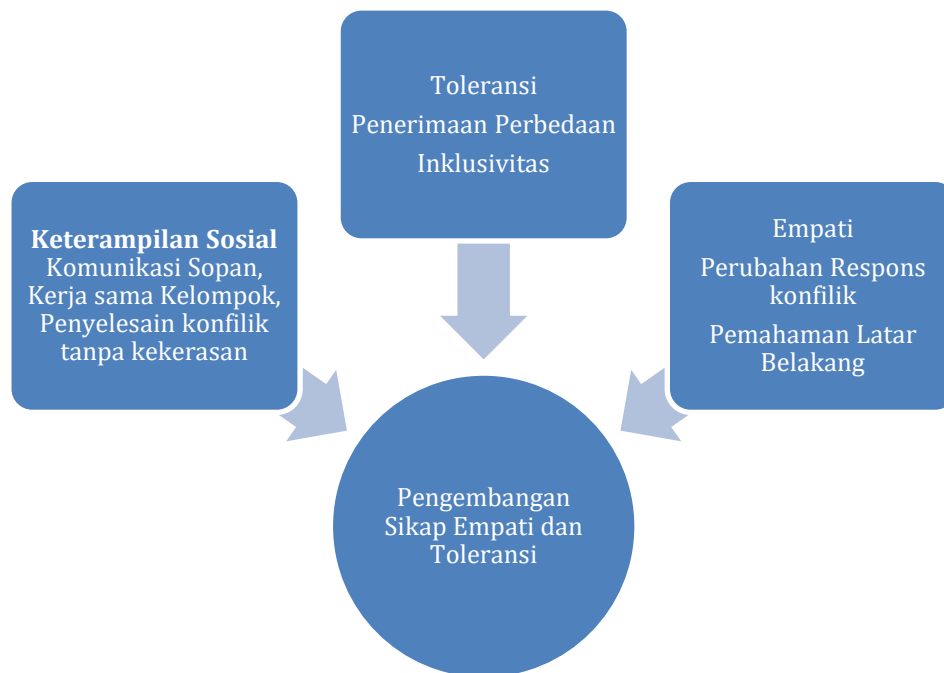 Toleransi
Penerimaan Perbedaan
Inklusivitas
Keterampilan Sosial
Komunikasi Sopan,
Kerja sama Kelompok,
Penyelesain konfilik
tanpa kekerasan
Empati
Perubahan Respons
konfilik
Pemahaman Latar
Belakang
Pengembangan
Sikap Empati dan
Toleransi